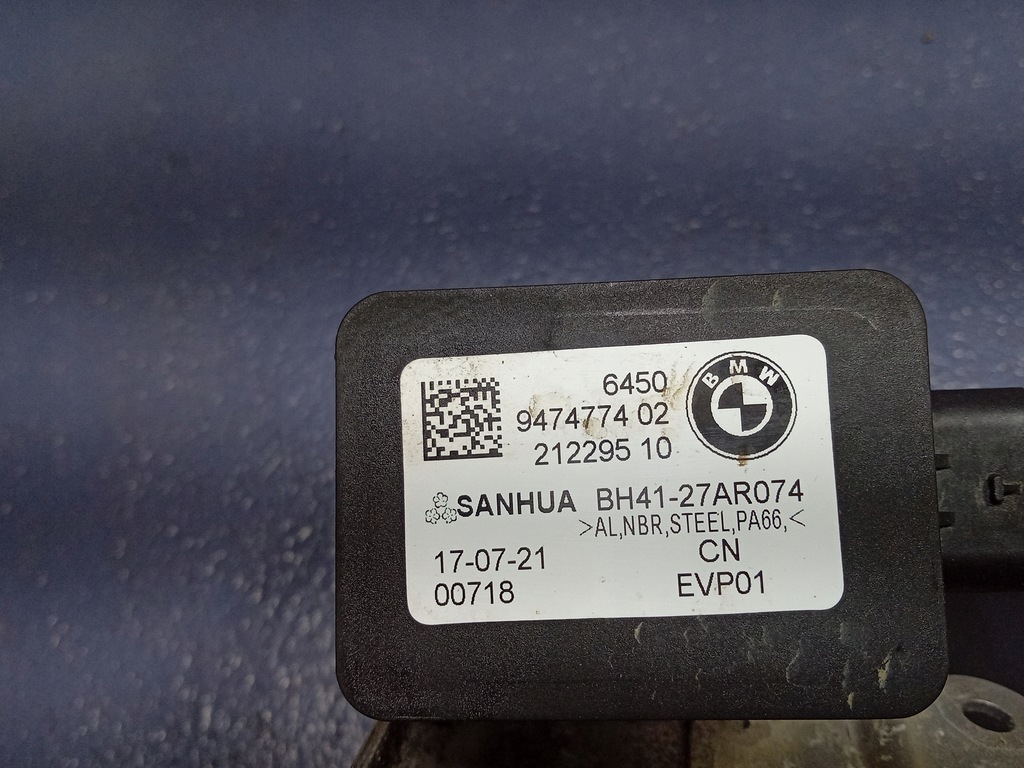 6450
9474774 02
212295 10
BMW
SANHUA BH41-27AR074
>AL,NBR,STEEL,PA66,<
17-07-21 CN
00718 EVP01